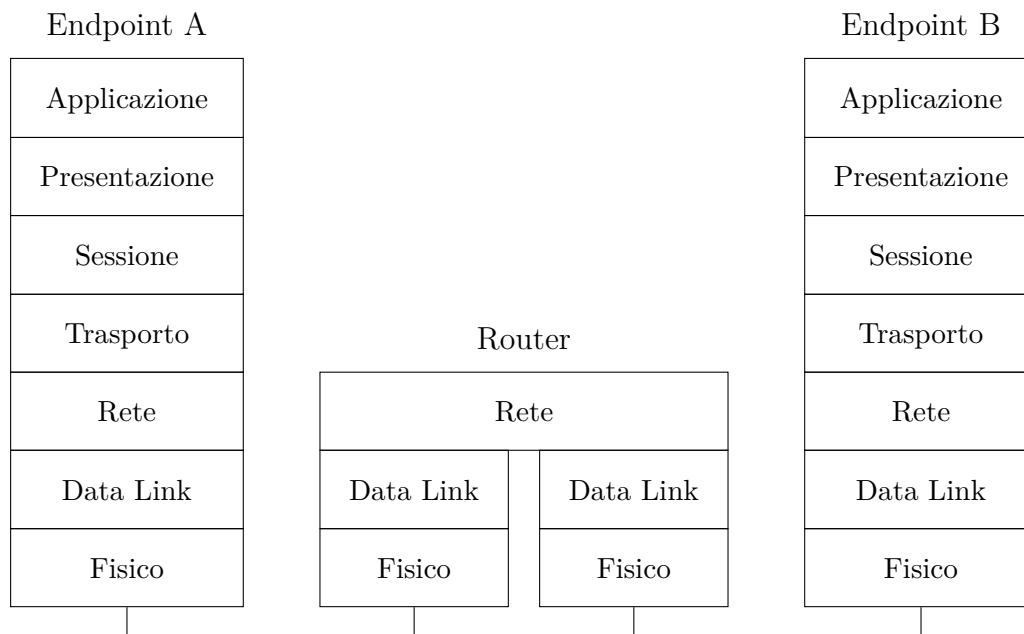 Endpoint A
Applicazione
Presentazione
Sessione
Trasporto
Rete
Data Link
Fisico
Router
Rete
Data Link
Data Link
Fisico
Fisico
Endpoint B
Applicazione
Presentazione
Sessione
Trasporto
Rete
Data Link
Fisico